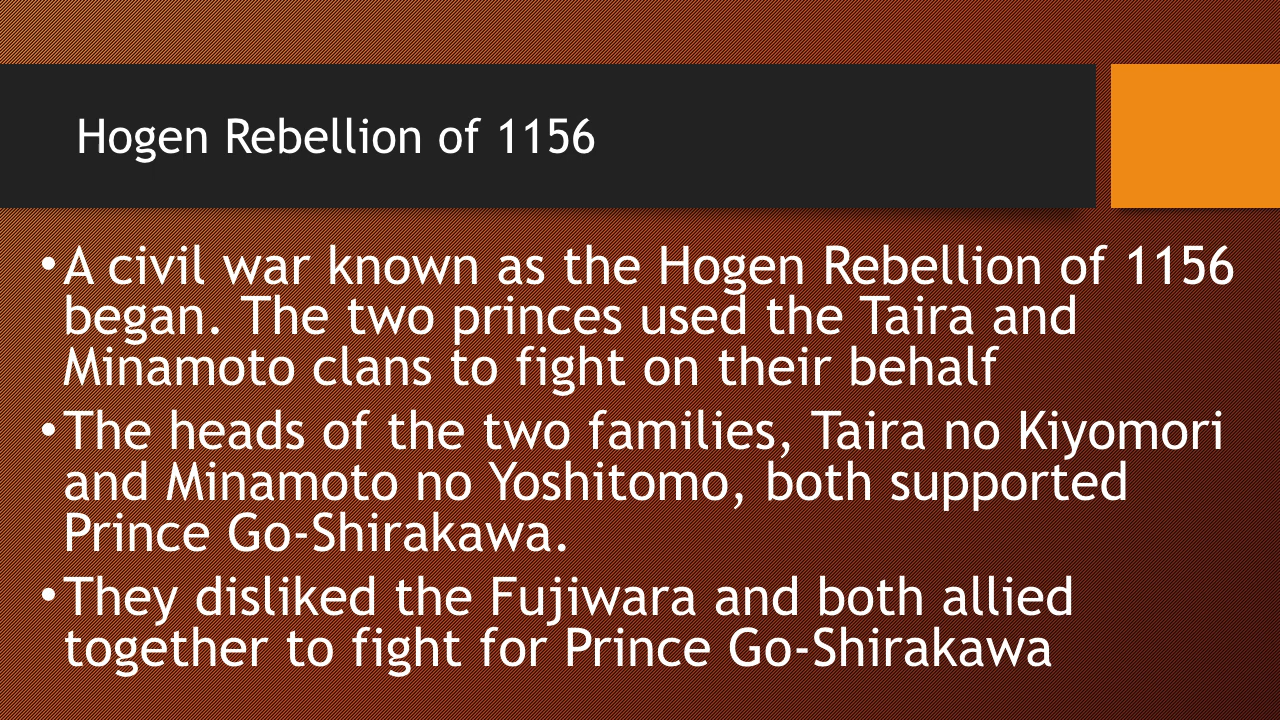 Hogen Rebellion of 1156
•A civil war known as the Hogen Rebellion of 1156
began. The two princes used the Taira and
Minamoto clans to fight on their behalf
•The heads of the two families, Taira no Kiyomori
and Minamoto no Yoshitomo, both supported
Prince Go-Shirakawa.
•They disliked the Fujiwara and both allied
together to fight for Prince Go-Shirakawa